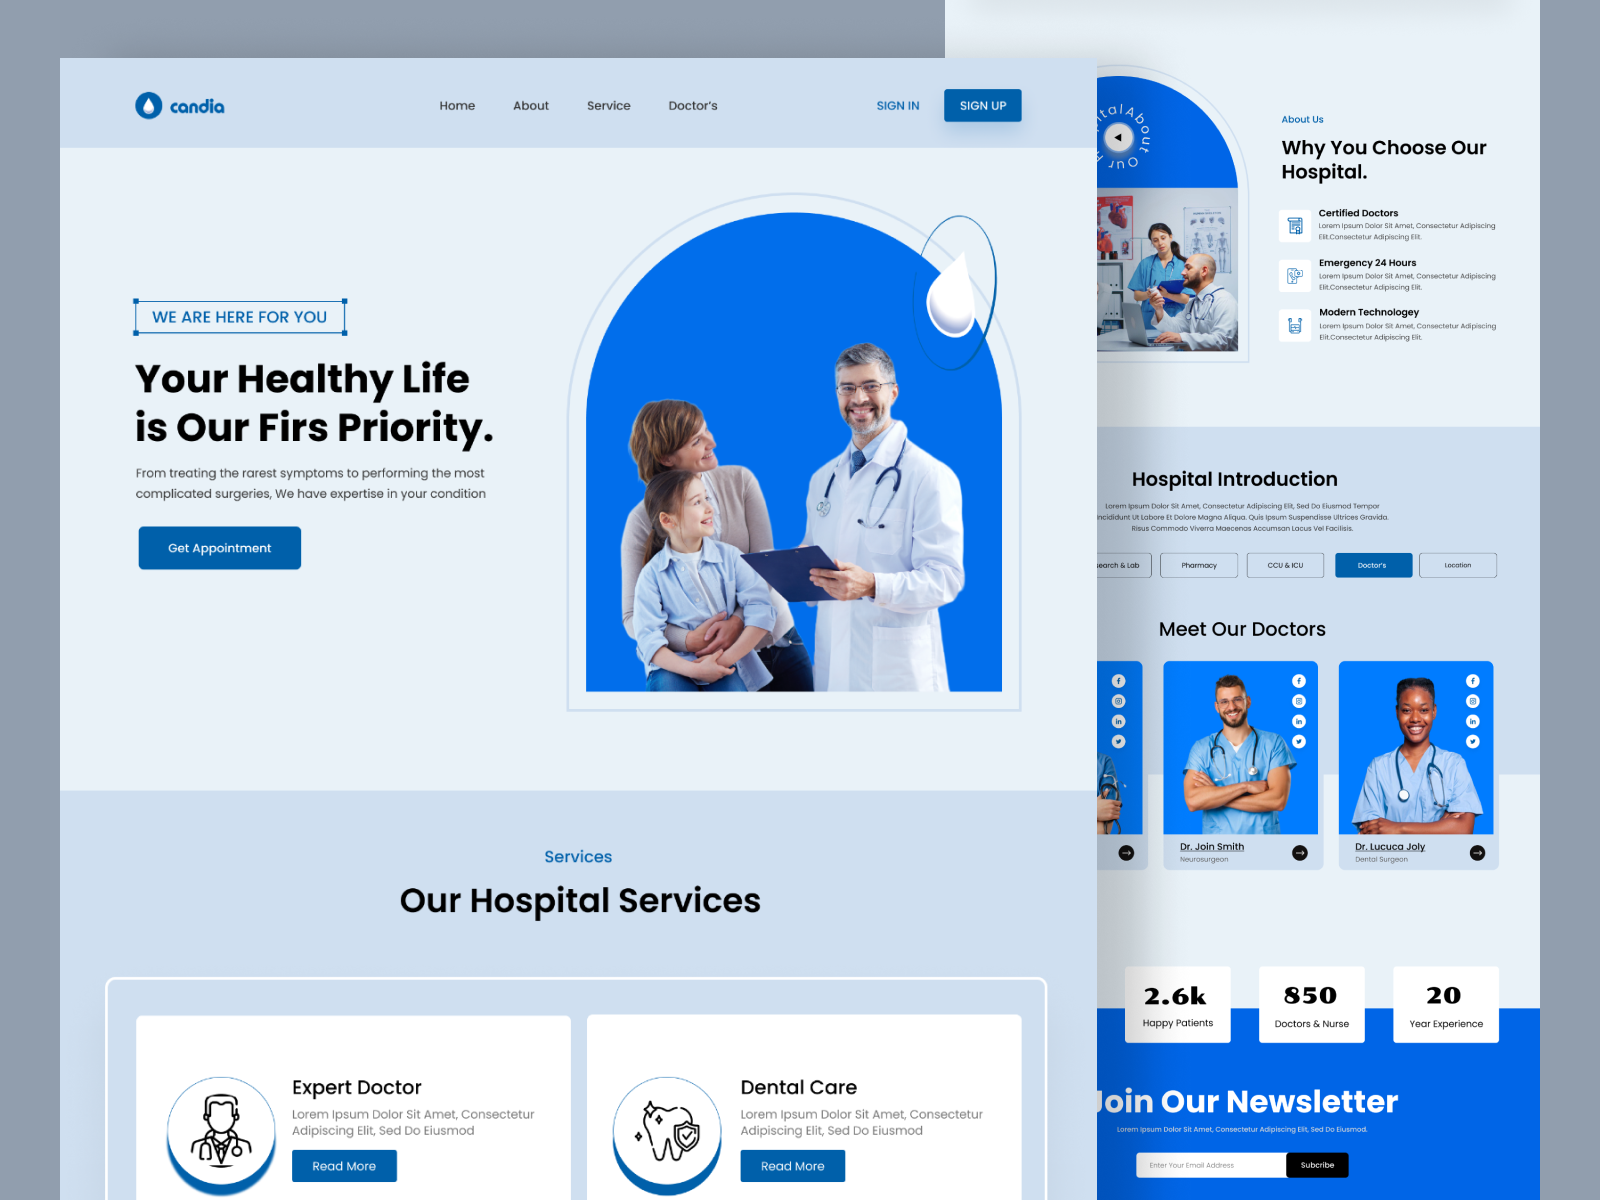 candia
Home
About
Service
Doctor's
SIGN IN
SIGN UP
WE ARE HERE FOR YOU
Your Healthy Life
is Our Firs Priority.
From treating the rarest symptoms to performing the most
complicated surgeries, We have expertise in your condition
Get Appointment
Services
Our Hospital Services
Expert Doctor
Lorem Ipsum Dolor Sit Amet, Consectetur
Adipiscing Elit, Sed Do Eiusmod
Read More
Dental Care
Lorem Ipsum Dolor Sit Amet, Consectetur
Adipiscing Elit, Sed Do Eiusmod
Read More
About Our
About Us
Why You Choose Our
Hospital.
Certified Doctors
Lorem Ipsum Dolor Sit Amet, Consectetur Adipiscing
Elit.Consectetur Adipiscing Elit.
Emergency 24 Hours
Lorem Ipsum Dolor Sit Amet, Consectetur Adipiscing
Elit.Consectetur Adipiscing Elit.
Modern Technologey
Lorem Ipsum Dolor Sit Amet, Consectetur Adipiscing
Elit.Consectetur Adipiscing Elit.
Hospital Introduction
Lorem Ipsum Dolor Sit Amet, Consectetur Adipiscing Elit, Sed Do Eiusmod Tempor
ncididunt Ut Labore Et Dolore Magna Aliqua. Quis Ipsum Suspendisse Ultrices Gravida.
Risus Commodo Viverra Maecenas Accumsan Lacus Vel Facilisis.
earch & Lab
Pharmacy
CCU & ICU
Doctor's
Location
Meet Our Doctors
Dr. Join Smith
Neurosurgeon
Dr. Lucuca Joly
Dental Surgeon
2.6k
Happy Patients
850
Doctors & Nurse
20
Year Experience
Join Our Newsletter
Lorem Ipsum Dolor Sit Amet, Consectetur Adipiscing Elit, Sed Do Eiusmod.
Enter Your Email Address
Subcribe